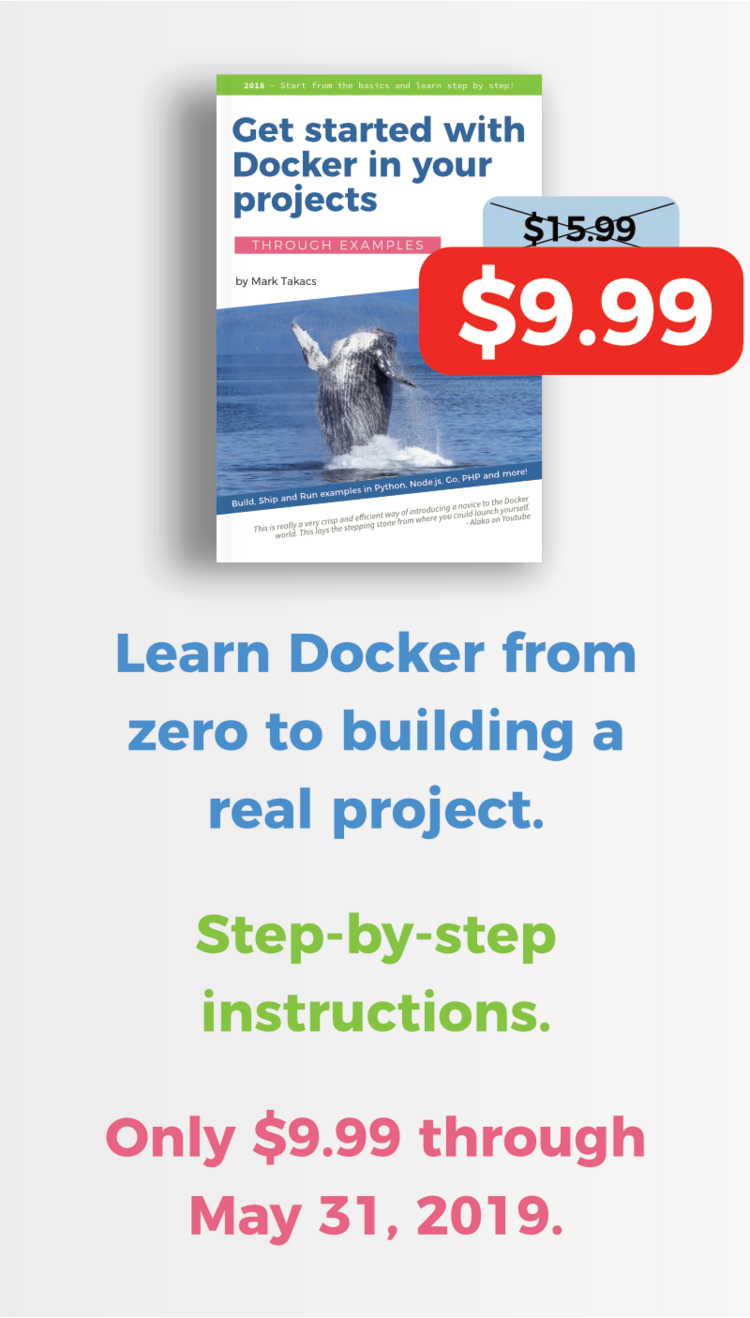 2018 – Start from the basics and learn step by step!
Get started with
Docker in your
projects
THROUGH EXAMPLES
by Mark Takacs
$15.99
$9.99
Build, Ship and Run examples in Python, Node.js, Go, PHP and more!
This is really a very crisp and efficient way of introducing a novice to the Docker
world. This lays the stepping stone from where you could launch yourself.
- Alaka on Youtube
Learn Docker from
zero to building a
real project.
Step-by-step
instructions.
Only $9.99 through
May 31, 2019.